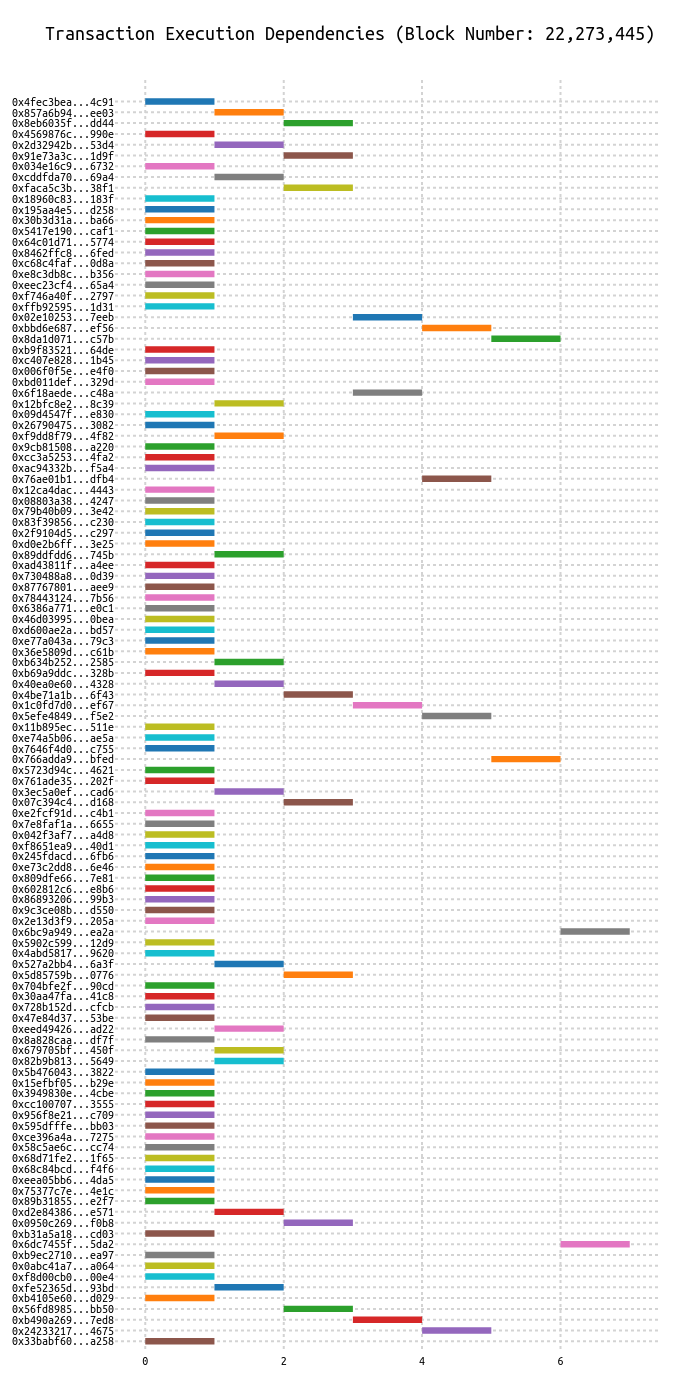 Transaction Execution Dependencies (Block Number: 22,273,445)
0x4fec3bea...4c91
0x857a6b94...ee03
0x8eb6035f...dd44
0x4569876c...990e
0x2d32942b...53d4
0x91e73a3c...1d9f
0x034e16c9...6732
0xcddfda70...69a4
0xfaca5c3b...38f1
0x18960c83...183f
0x195aa4e5...d258
0x30b3d31a...ba66
0x5417e190...caf1
0x64c01d71...5774
0x8462ffc8...6fed
0xc68c4faf...0d8a
0xe8c3db8c...b356
0xeec23cf4...65a4
0xf746a40f...2797
0xffb92595...1d31
0x02e10253...7eeb
0xbbd6e687...ef56
0x8da1d071...c57b
0xb9f83521...64de
0xc407e828...1b45
0x006f0f5e...e4f0
0xbd011def...329d
0x6f18aede...c48a
0x12bfc8e2...8c39
0x09d4547f...e830
0x26790475...3082
0xf9dd8f79...4f82
0x9cb81508...a220
0xcc3a5253...4fa2
0xac94332b...f5a4
0x76ae01b1...dfb4
0x12ca4dac...4443
0x08803a38...4247
0x79b40b09...3e42
0x83f39856...c230
0x2f9104d5...c297
0xd0e2b6ff...3e25
0x89ddfdd6...745b
0xad43811f...a4ee
0x730488a8...0d39
0x87767801...aee9
0x78443124...7b56
0x6386a771...e0c1
0x46d03995...0bea
0xd600ae2a...bd57
0xe77a043a...79c3
0x36e5809d...c61b
0xb634b252...2585
0xb69a9ddc...328b
0x40ea0e60...4328
0x4be71a1b...6f43
0x1c0fd7d0...ef67
0x5efe4849...f5e2
0x11b895ec...511e
0xe74a5b06...ae5a
0x7646f4d0...c755
0x766adda9...bfed
0x5723d94c...4621
0x761ade35...202f
0x3ec5a0ef...cad6
0x07c394c4...d168
0xe2fcf91d...c4b1
0x7e8faf1a...6655
0x042f3af7...a4d8
0xf8651ea9...40d1
0x245fdacd...6fb6
0xe73c2dd8...6e46
0x809dfe66...7e81
0x602812c6...e8b6
0x86893206...99b3
0x9c3ce08b...d550
0x2e13d3f9...205a
0x6bc9a949...ea2a
0x5902c599...12d9
0x4abd5817...9620
0x527a2bb4...6a3f
0x5d85759b...0776
0x704bfe2f...90cd
0x30aa47fa...41c8
0x728b152d...cfcb
0x47e84d37...53be
0xeed49426...ad22
0x8a828caa...df7f
0x679705bf...450f
0x82b9b813...5649
0x5b476043...3822
0x15efbf05...b29e
0x3949830e...4cbe
0xcc100707...3555
0x956f8e21...c709
0x595dfffe...bb03
0xce396a4a...7275
0x58c5ae6c...cc74
0x68d71fe2...1f65
0x68c84bcd...f4f6
0xeea05bb6...4da5
0x75377c7e...4e1c
0x89b31855...e2f7
0xd2e84386...e571
0x0950c269...f0b8
0xb31a5a18...cd03
0x6dc7455f...5da2
0xb9ec2710...ea97
0x0abc41a7...a064
0xf8d00cb0...00e4
0xfe52365d...93bd
0xb4105e60...d029
0x56fd8985...bb50
0xb490a269...7ed8
0x24233217...4675
0x33babf60...a258
0 2 4 6